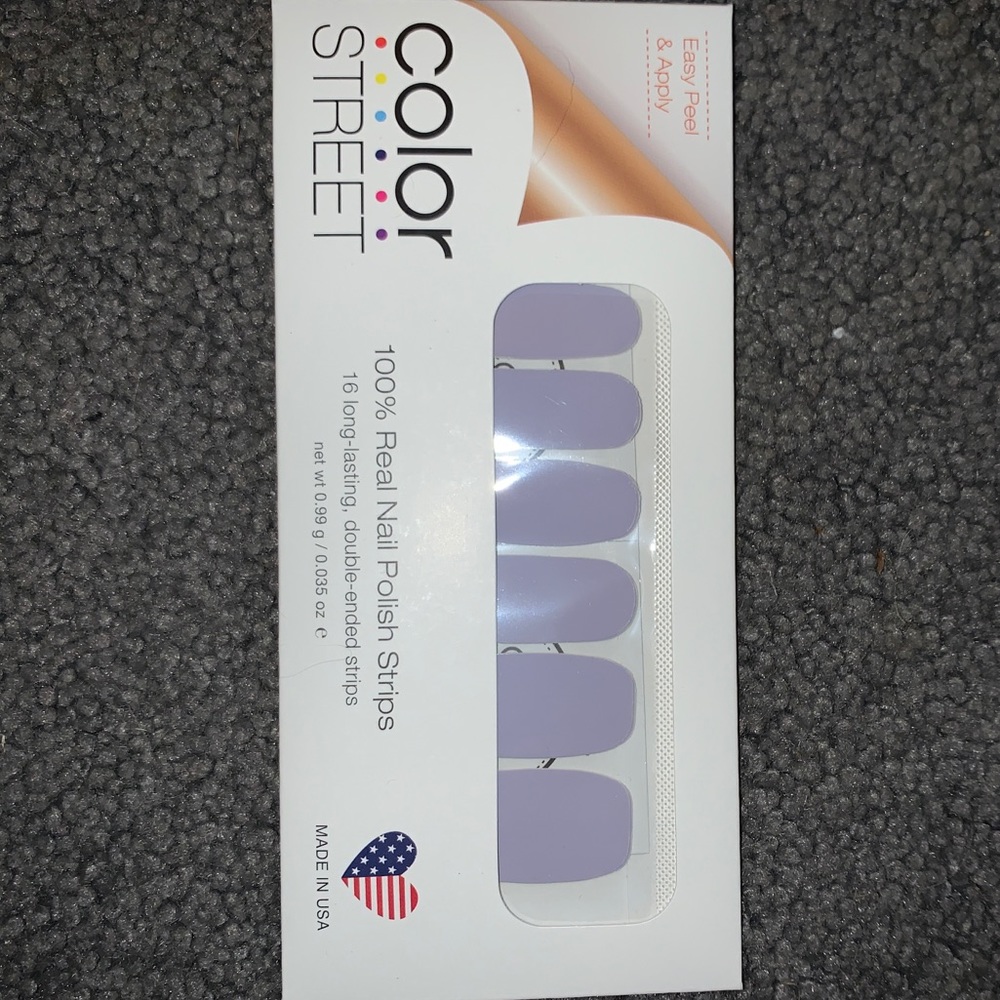 Easy Peel
& Apply
color
STREET
100% Real Nail Polish Strips
16 long-lasting, double-ended strips
net wt 0.99 g / 0.035 oz ℮
MADE IN USA